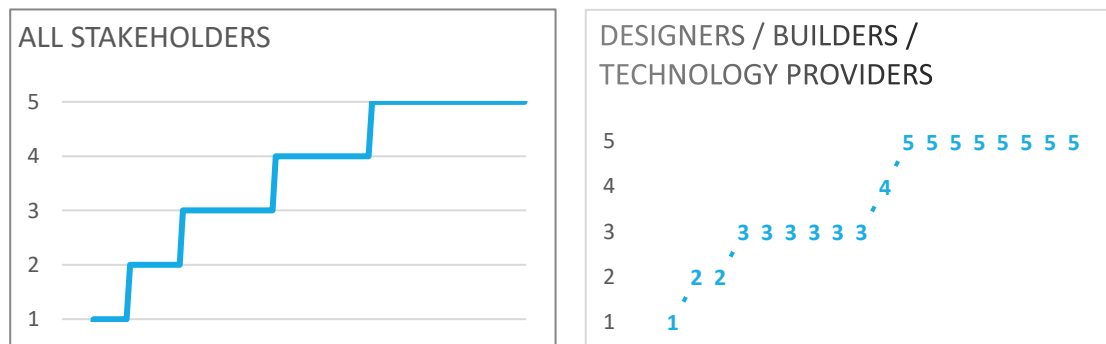 ALL STAKEHOLDERS
5
4
3
2
1
DESIGNERS / BUILDERS /
TECHNOLOGY PROVIDERS
5 5 5 5 5 5 5 5 5
4 4
3 3 3 3 3 3 3
2 2 2
1 1